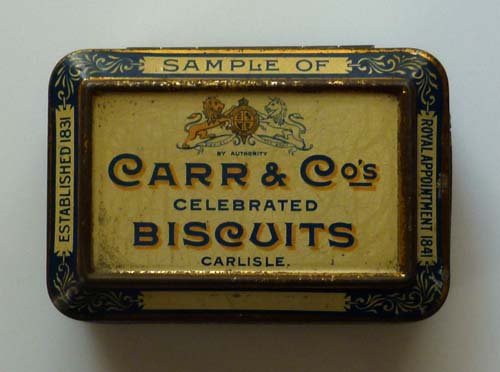 SAMPLE OF
ESTABLISHED 1831
BY AUTHORITY
CARR & Co's
CELEBRATED
BISCUITS
CARLISLE.
ROYAL APPOINTMENT 1841